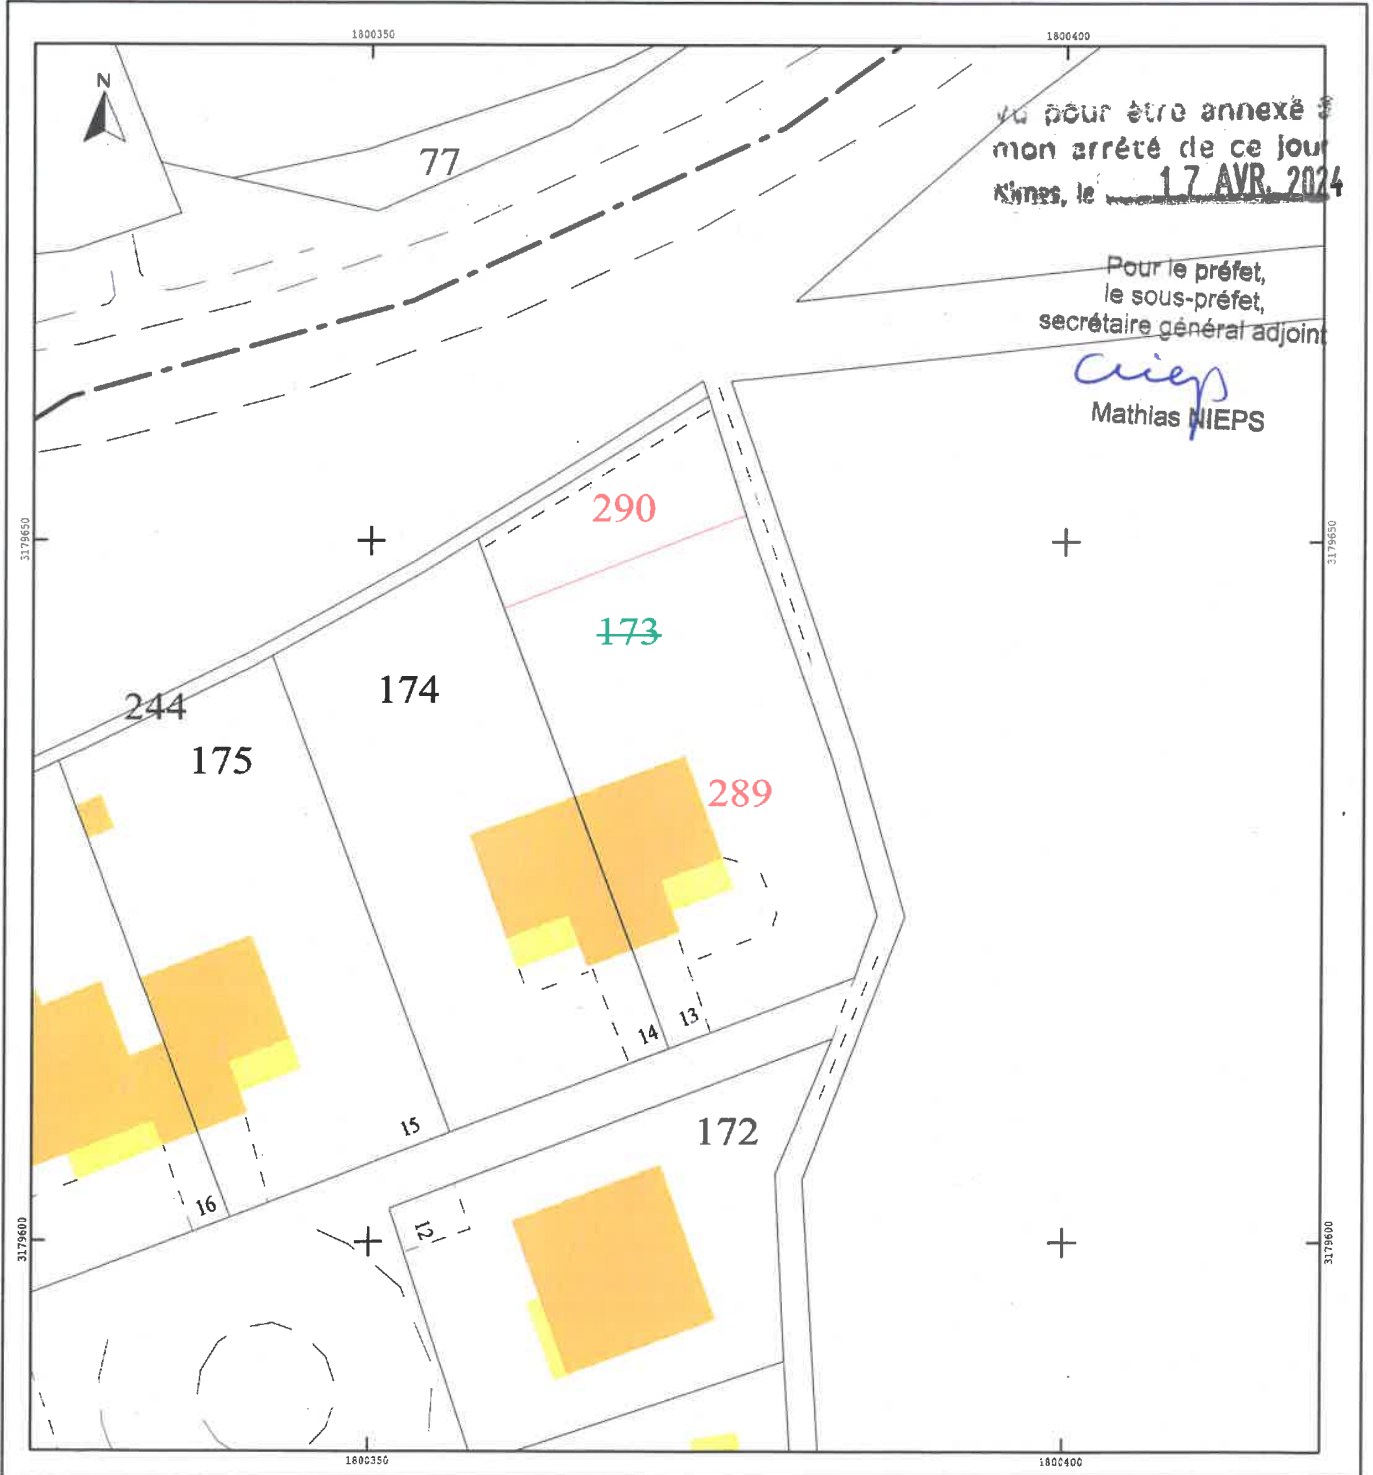 1800350
1800400
N
Vu pour être annexé à
mon arrêté de ce jour
Nîmes, le 17 AVR. 2024
77
Pour le préfet,
le sous-préfet,
secrétaire général adjoint
Mathias NIEPS
3179650
3179650
290
173
174
244
175
289
14
13
15
172
16
12
3179600
3179600
1800350
1800400